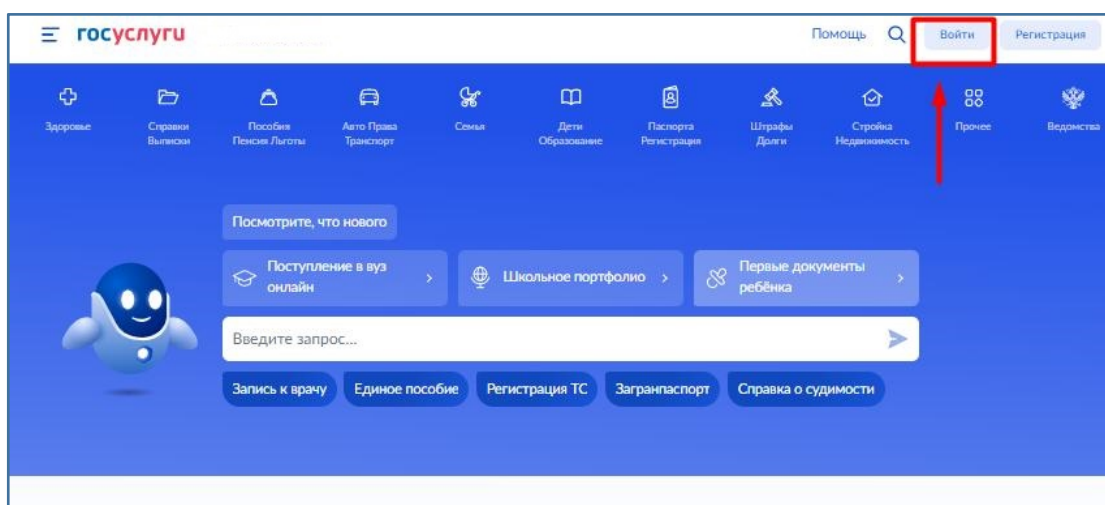 госуслуги
Помощь
Войти
Регистрация
Здоровье
Справки
Выписки
Пособия
Пенсия Льготы
Авто Права
Транспорт
Семья
Дети
Образование
Паспорта
Регистрация
Штрафы
Долги
Стройка
Недвижимость
Прочее
Ведомства
Посмотрите, что нового
Поступление в вуз
онлайн
Школьное портфолио
Первые документы
ребёнка
Введите запрос...
Запись к врачу
Единое пособие
Регистрация ТС
Загранпаспорт
Справка о судимости